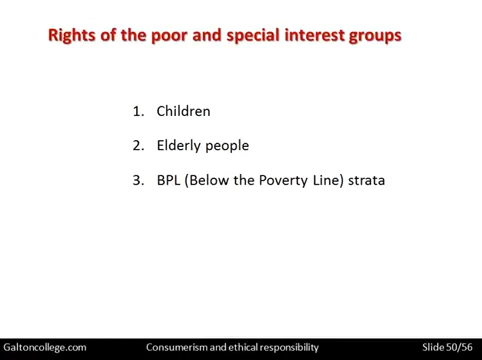 Rights of the poor and special interest groups
1. Children
2. Elderly people
3. BPL (Below the Poverty Line) strata
Galtoncollege.com Consumerism and ethical responsibility Slide 50/56